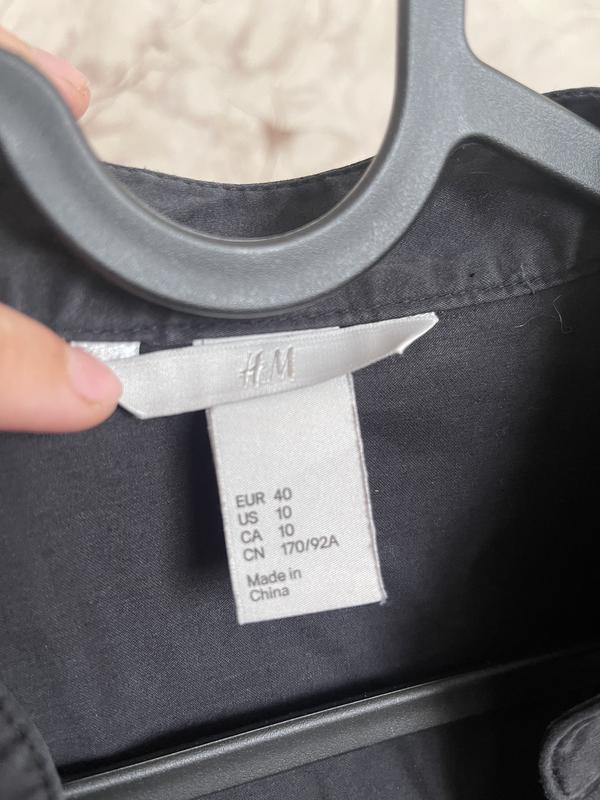 H&M
EUR 40
US 10
CA 10
CN 170/92A
Made in
China